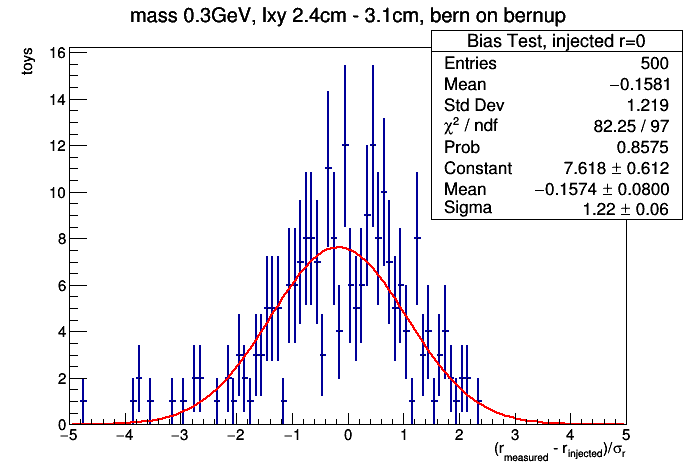 mass 0.3GeV, lxy 2.4cm - 3.1cm, bern on bernup
Bias Test, injected r=0
Entries 500
Mean −0.1581
Std Dev 1.219
χ² / ndf 82.25 / 97
Prob 0.8575
Constant 7.618 ± 0.612
Mean −0.1574 ± 0.0800
Sigma 1.22 ± 0.06
toys
16
14
12
10
8
6
4
2
0
−5 −4 −3 −2 −1 0 1 2 3 4 5
(r_measured - r_injected)/σ_r